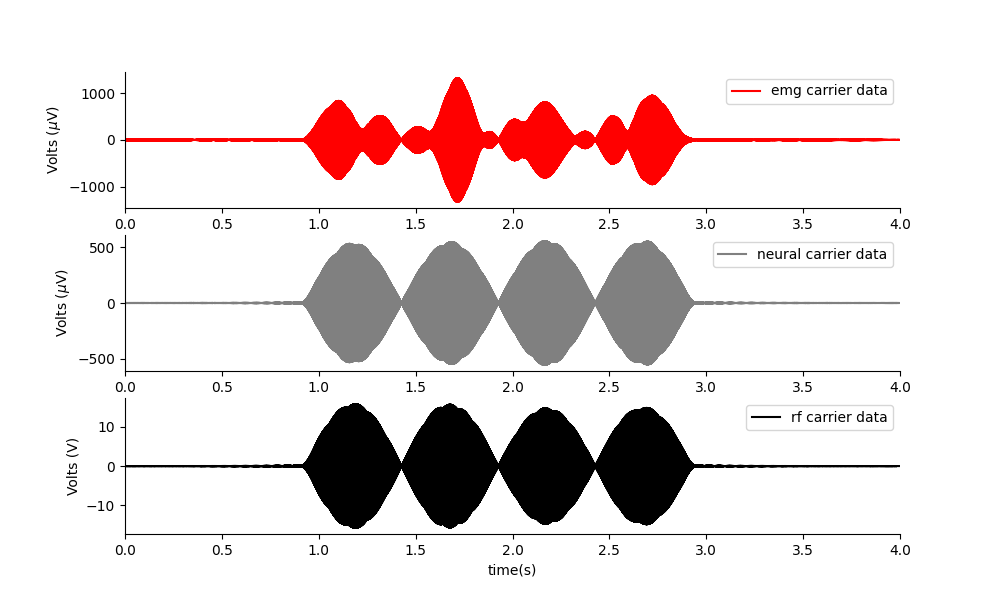 emg carrier data
Volts (μV)
1000
0
−1000
0.0 0.5 1.0 1.5 2.0 2.5 3.0 3.5 4.0
neural carrier data
Volts (μV)
500
0
−500
0.0 0.5 1.0 1.5 2.0 2.5 3.0 3.5 4.0
rf carrier data
Volts (V)
10
0
−10
0.0 0.5 1.0 1.5 2.0 2.5 3.0 3.5 4.0
time(s)